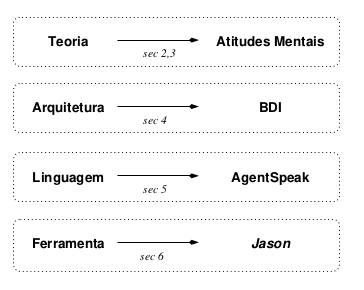 Teoria sec 2,3 Atitudes Mentais
Arquitetura sec 4 BDI
Linguagem sec 5 AgentSpeak
Ferramenta sec 6 Jason